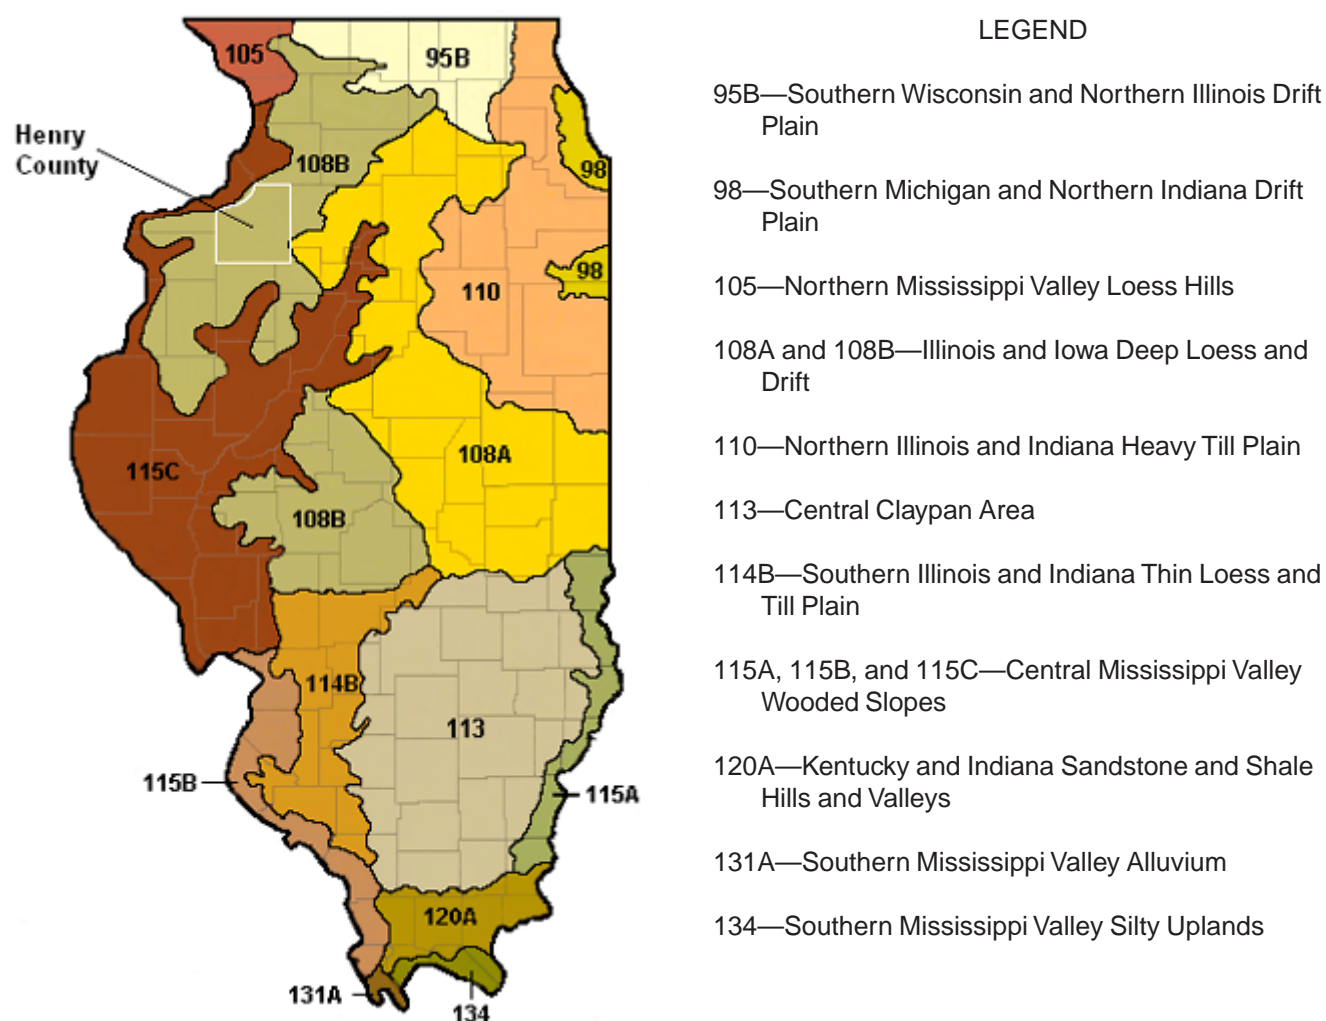 105
95B
Henry
County
108B
98
98
110
115C
108A
108B
114B
113
115B
115A
120A
131A
134
LEGEND
95B—Southern Wisconsin and Northern Illinois Drift
Plain
98—Southern Michigan and Northern Indiana Drift
Plain
105—Northern Mississippi Valley Loess Hills
108A and 108B—Illinois and Iowa Deep Loess and
Drift
110—Northern Illinois and Indiana Heavy Till Plain
113—Central Claypan Area
114B—Southern Illinois and Indiana Thin Loess and
Till Plain
115A, 115B, and 115C—Central Mississippi Valley
Wooded Slopes
120A—Kentucky and Indiana Sandstone and Shale
Hills and Valleys
131A—Southern Mississippi Valley Alluvium
134—Southern Mississippi Valley Silty Uplands